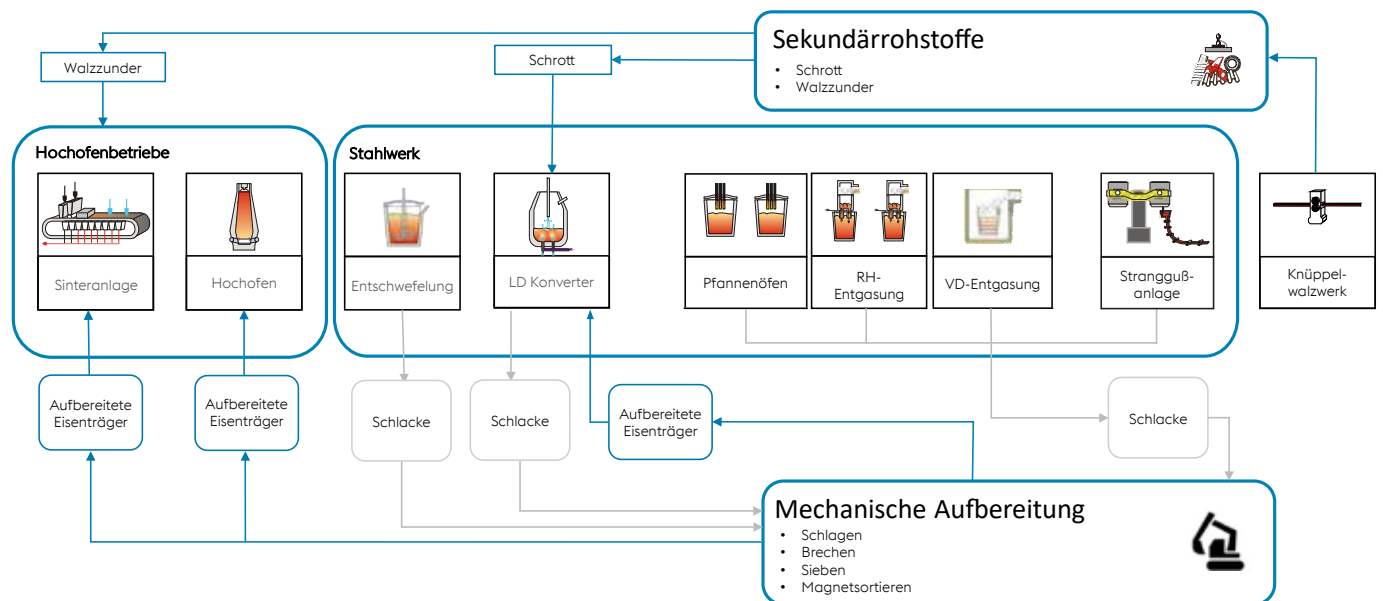 Sekundärrohstoffe
• Schrott
• Walzzunder
Walzzunder
Schrott
Hochofenbetriebe
Stahlwerk
Sinteranlage
Hochofen
Entschwefelung
LD Konverter
Pfannenöfen
RH-
Entgasung
VD-Entgasung
Strangguß-
anlage
Knüppel-
walzwerk
Aufbereitete
Eisenträger
Aufbereitete
Eisenträger
Schlacke
Schlacke
Aufbereitete
Eisenträger
Schlacke
Mechanische Aufbereitung
• Schlagen
• Brechen
• Sieben
• Magnetsortieren